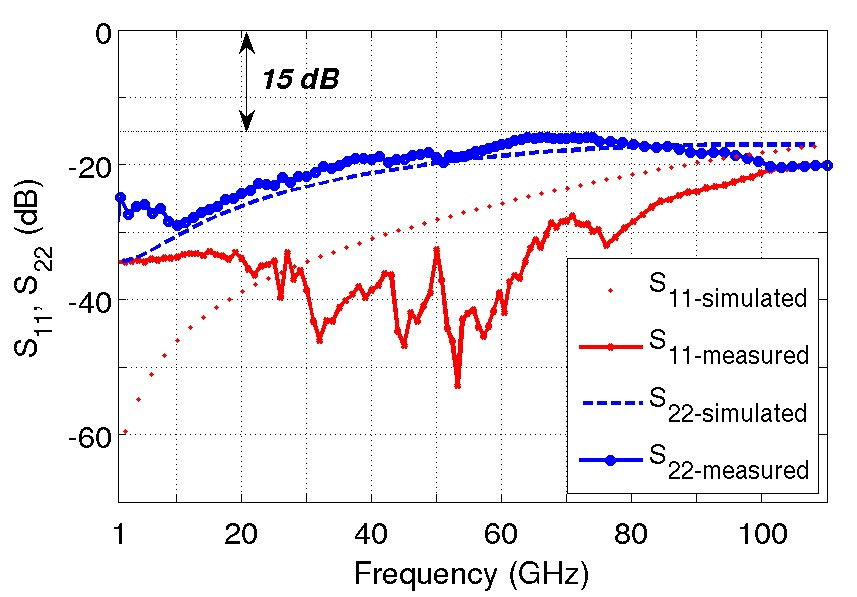 0
-20
-40
-60
S11, S22 (dB)
15 dB
S11-simulated
S11-measured
S22-simulated
S22-measured
1 20 40 60 80 100
Frequency (GHz)